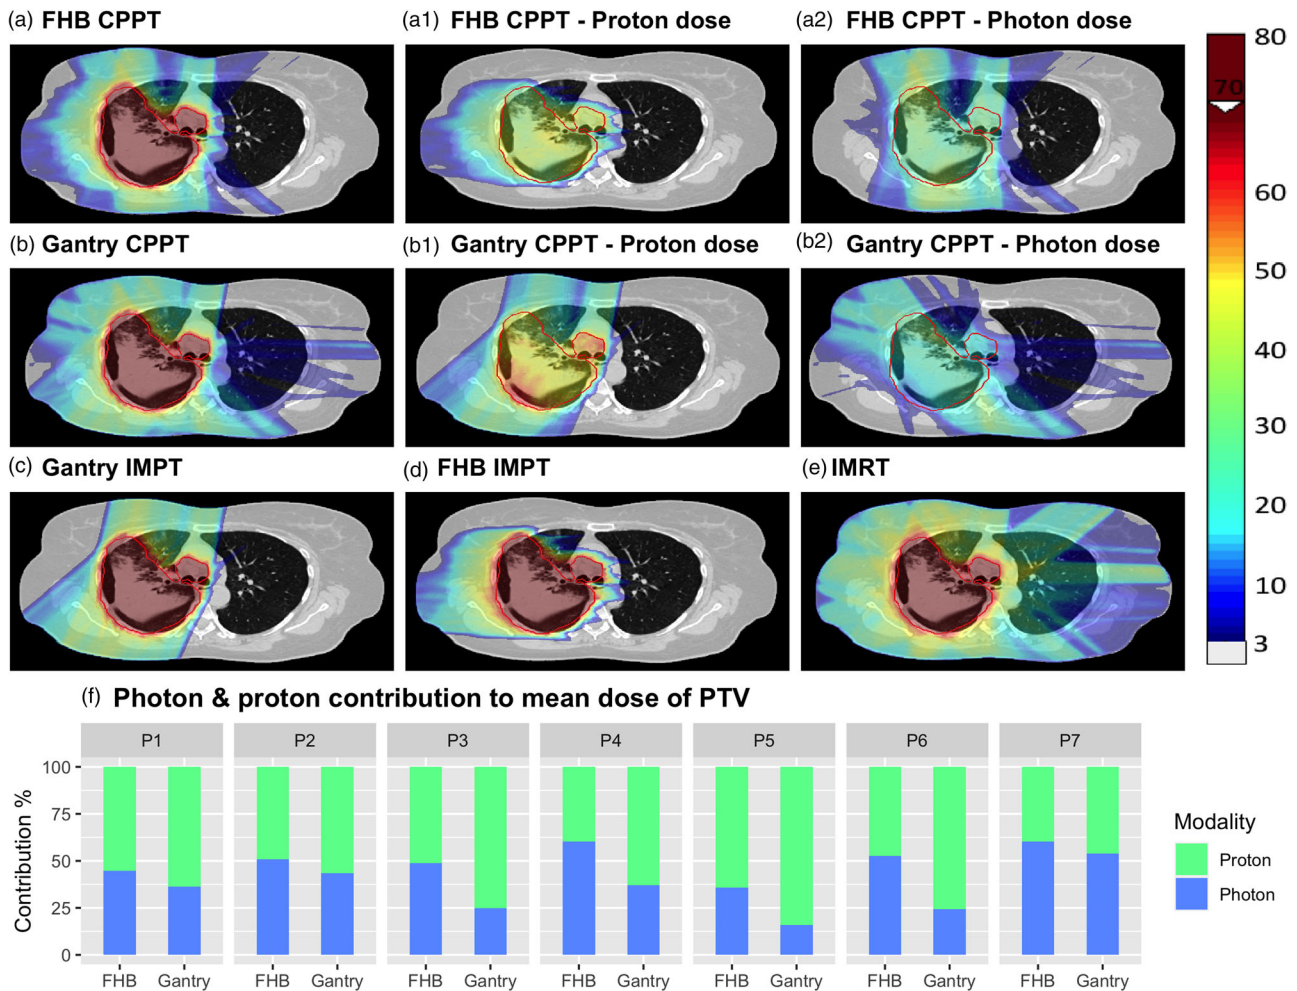 (a) FHB CPPT
(a1) FHB CPPT - Proton dose
(a2) FHB CPPT - Photon dose
(b) Gantry CPPT
(b1) Gantry CPPT - Proton dose
(b2) Gantry CPPT - Photon dose
(c) Gantry IMPT
(d) FHB IMPT
(e) IMRT
80
70
60
50
40
30
20
10
3
(f) Photon & proton contribution to mean dose of PTV
P1 P2 P3 P4 P5 P6 P7
Contribution %
100
75
50
25
0
FHB Gantry FHB Gantry FHB Gantry FHB Gantry FHB Gantry FHB Gantry FHB Gantry
Modality
Proton
Photon